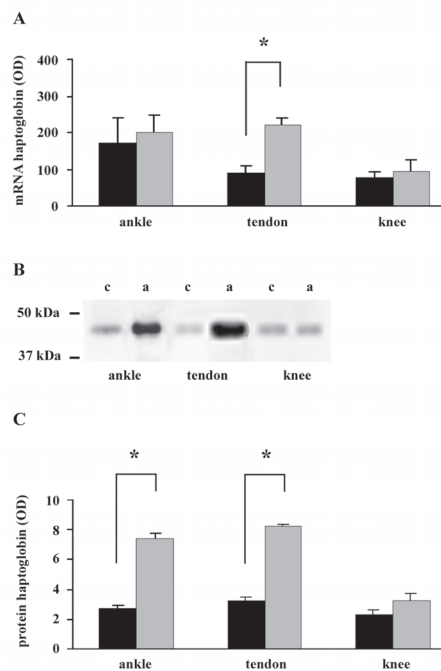 A
*
400
300
200
100
0
mRNA haptoglobin (OD)
ankle tendon knee
B
c a c a c a
50 kDa
37 kDa
ankle tendon knee
C
* *
10
8
6
4
2
0
protein haptoglobin (OD)
ankle tendon knee